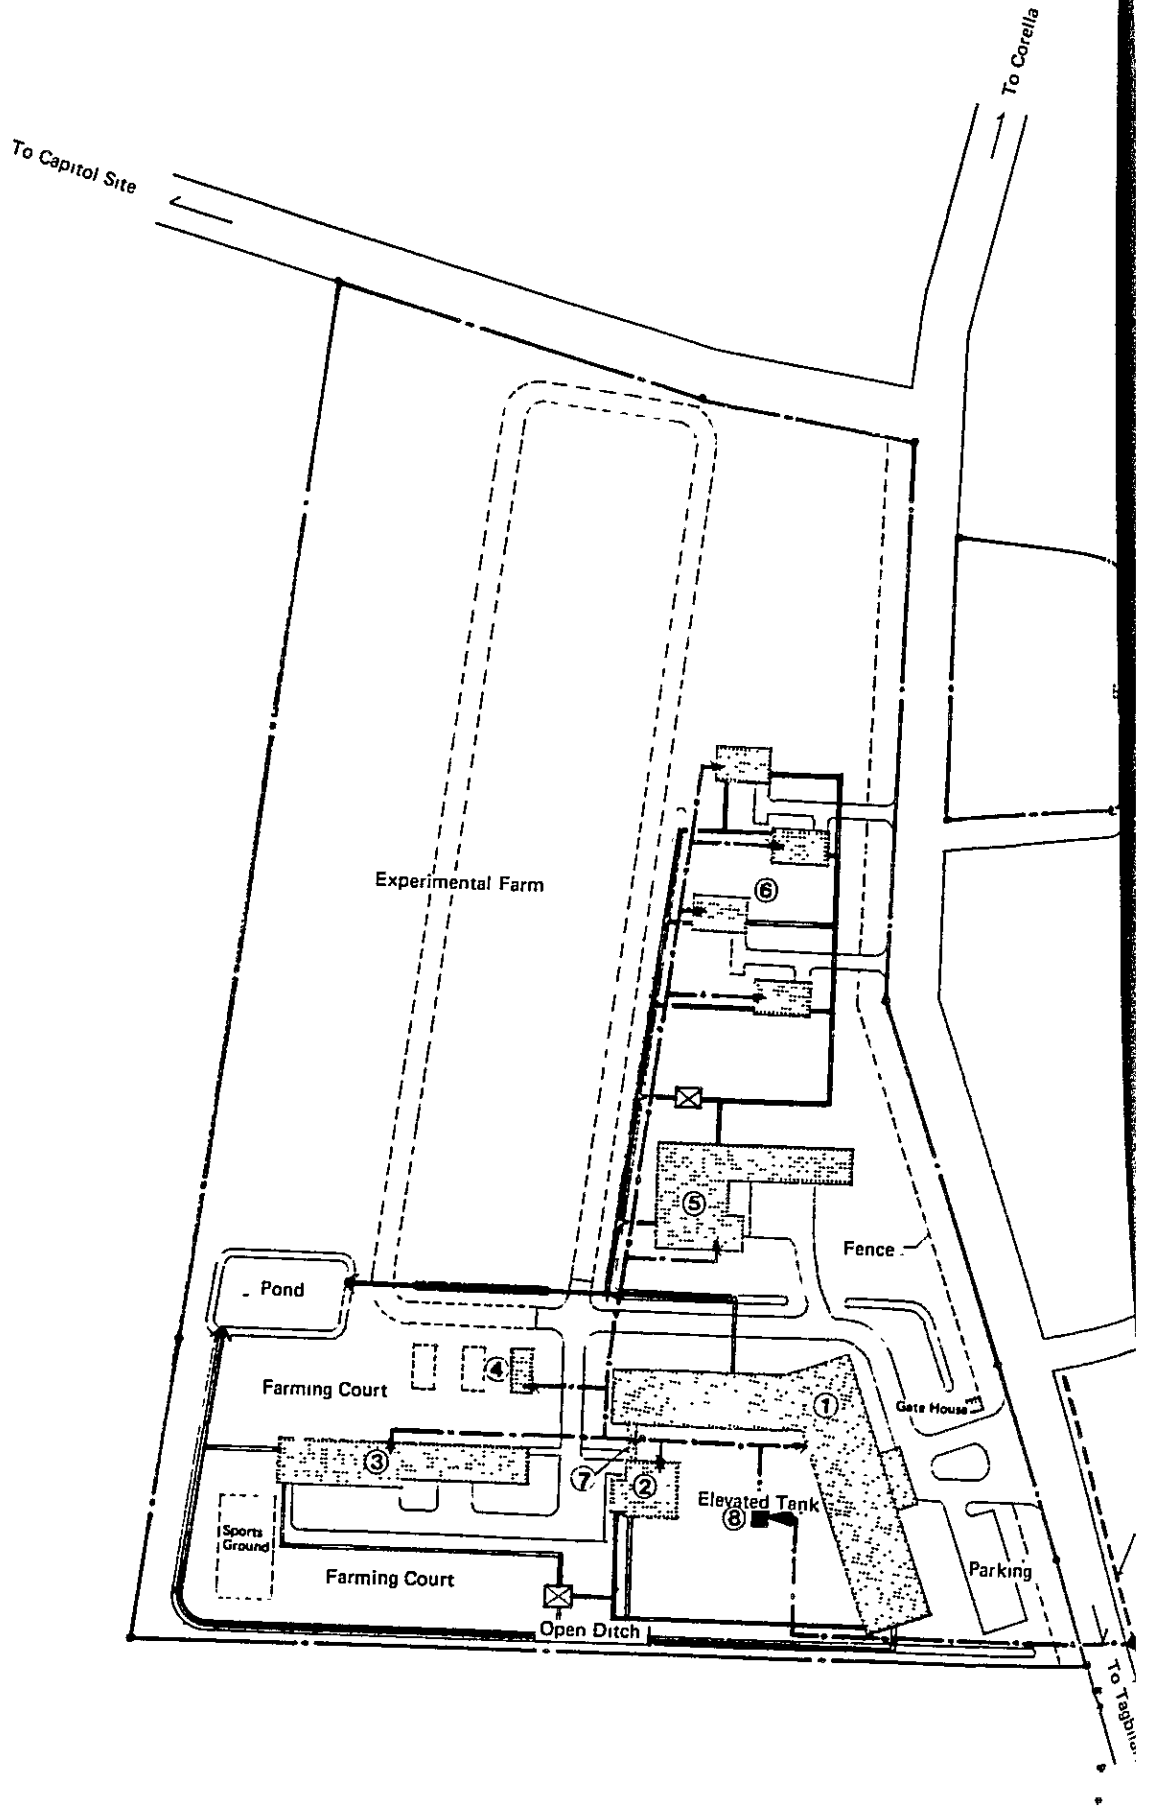 To Corella
To Capitol Site
Experimental Farm
⑥
⑤
Fence
Pond
④
Farming Court
①
Gate House
③
⑦
②
Elevated Tank
⑧
Sports
Ground
Parking
Farming Court
Open Ditch